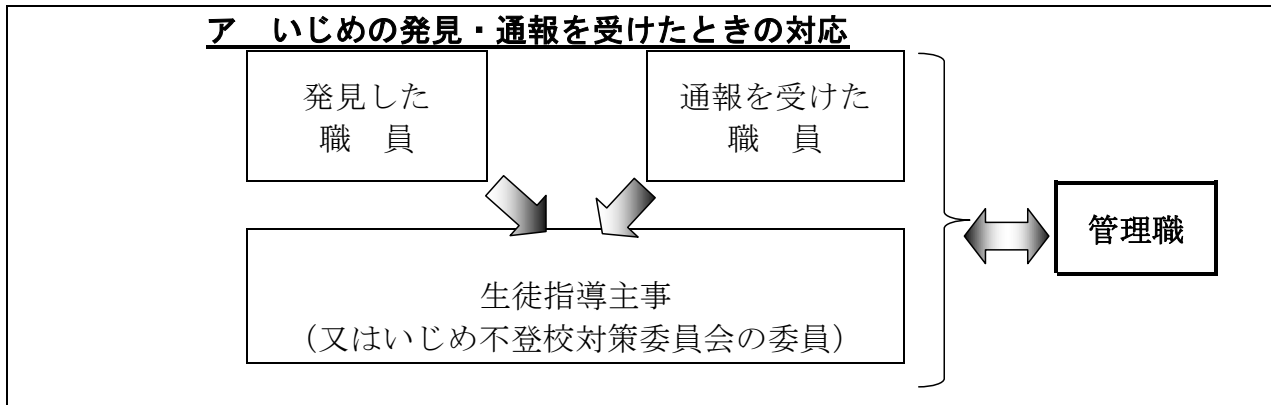 ア　いじめの発見・通報を受けたときの対応
発見した
職　員
通報を受けた
職　員
生徒指導主事
（又はいじめ不登校対策委員会の委員）
管理職